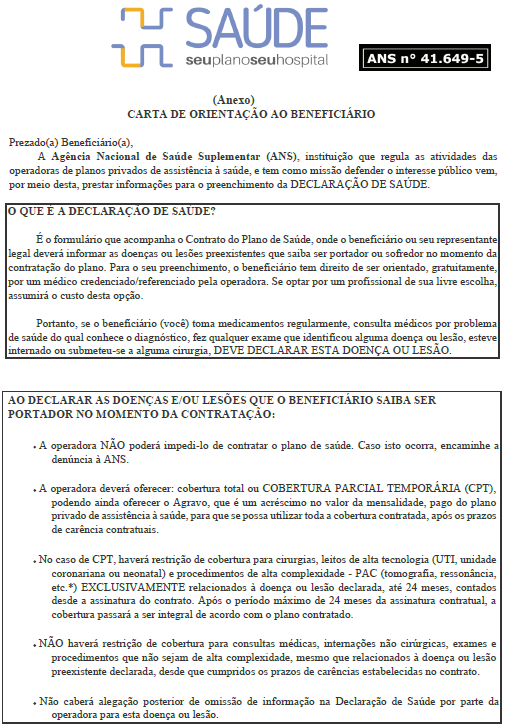 SAÚDE
seuplanoseuhospital
ANS nº 41.649-5
(Anexo)
CARTA DE ORIENTAÇÃO AO BENEFICIÁRIO
Prezado(a) Beneficiário(a),
A Agência Nacional de Saúde Suplementar (ANS), instituição que regula as atividades das
operadoras de planos privados de assistência à saúde, e tem como missão defender o interesse público vem,
por meio desta, prestar informações para o preenchimento da DECLARAÇÃO DE SAÚDE.
O QUE É A DECLARAÇÃO DE SAÚDE?
É o formulário que acompanha o Contrato do Plano de Saúde, onde o beneficiário ou seu representante
legal deverá informar as doenças ou lesões preexistentes que saiba ser portador ou sofredor no momento da
contratação do plano. Para o seu preenchimento, o beneficiário tem direito de ser orientado, gratuitamente,
por um médico credenciado/referenciado pela operadora. Se optar por um profissional de sua livre escolha,
assumirá o custo desta opção.
Portanto, se o beneficiário (você) toma medicamentos regularmente, consulta médicos por problema
de saúde do qual conhece o diagnóstico, fez qualquer exame que identificou alguma doença ou lesão, esteve
internado ou submeteu-se a alguma cirurgia, DEVE DECLARAR ESTA DOENÇA OU LESÃO.
AO DECLARAR AS DOENÇAS E/OU LESÕES QUE O BENEFICIÁRIO SAIBA SER
PORTADOR NO MOMENTO DA CONTRATAÇÃO:
• A operadora NÃO poderá impedi-lo de contratar o plano de saúde. Caso isto ocorra, encaminhe a
denúncia à ANS.
• A operadora deverá oferecer: cobertura total ou COBERTURA PARCIAL TEMPORÁRIA (CPT),
podendo ainda oferecer o Agravo, que é um acréscimo no valor da mensalidade, pago do plano
privado de assistência à saúde, para que se possa utilizar toda a cobertura contratada, após os prazos
de carência contratuais.
• No caso de CPT, haverá restrição de cobertura para cirurgias, leitos de alta tecnologia (UTI, unidade
coronariana ou neonatal) e procedimentos de alta complexidade - PAC (tomografia, ressonância,
etc.*) EXCLUSIVAMENTE relacionados à doença ou lesão declarada, até 24 meses, contados
desde a assinatura do contrato. Após o período máximo de 24 meses da assinatura contratual, a
cobertura passará a ser integral de acordo com o plano contratado.
• NÃO haverá restrição de cobertura para consultas médicas, internações não cirúrgicas, exames e
procedimentos que não sejam de alta complexidade, mesmo que relacionados à doença ou lesão
preexistente declarada, desde que cumpridos os prazos de carências estabelecidas no contrato.
• Não caberá alegação posterior de omissão de informação na Declaração de Saúde por parte da
operadora para esta doença ou lesão.